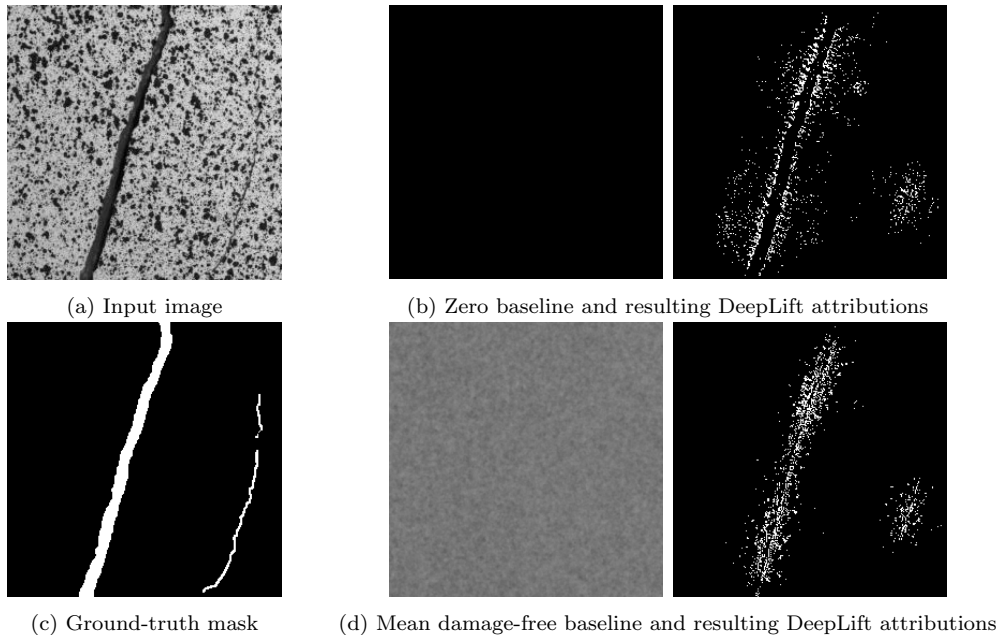 (a) Input image
(b) Zero baseline and resulting DeepLift attributions
(c) Ground-truth mask
(d) Mean damage-free baseline and resulting DeepLift attributions